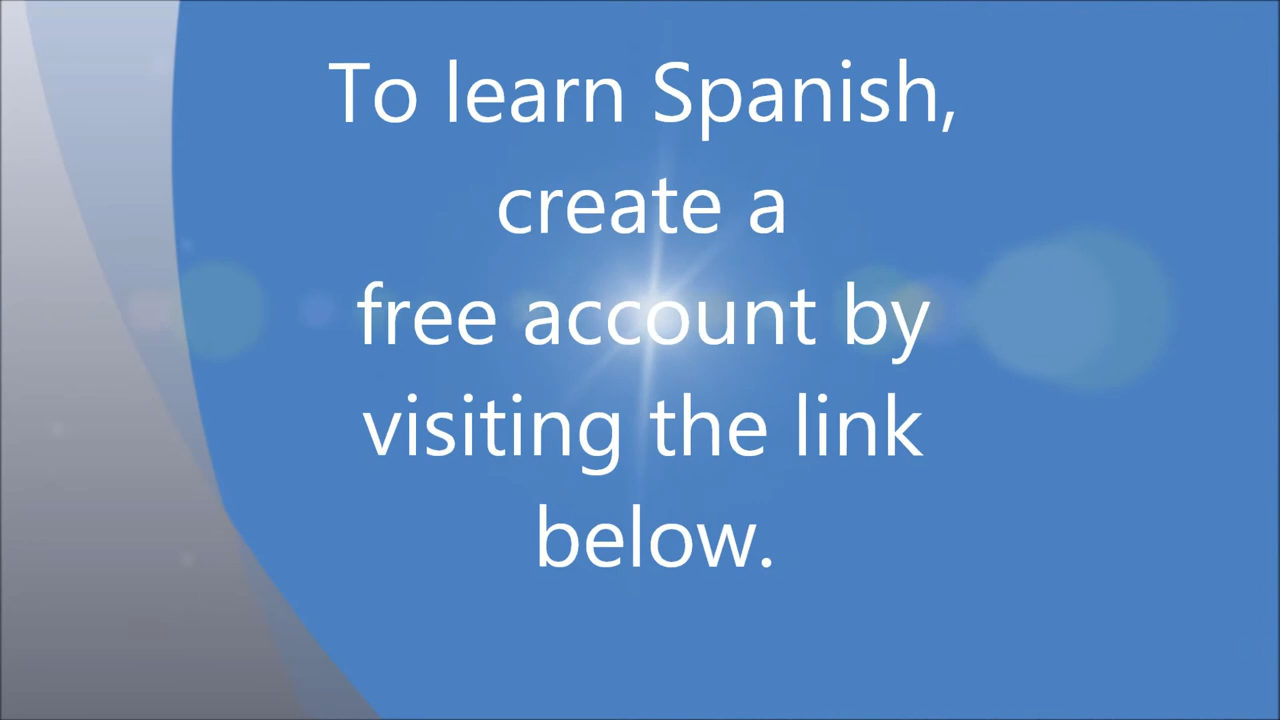 To learn Spanish,
create a
free account by
visiting the link
below.